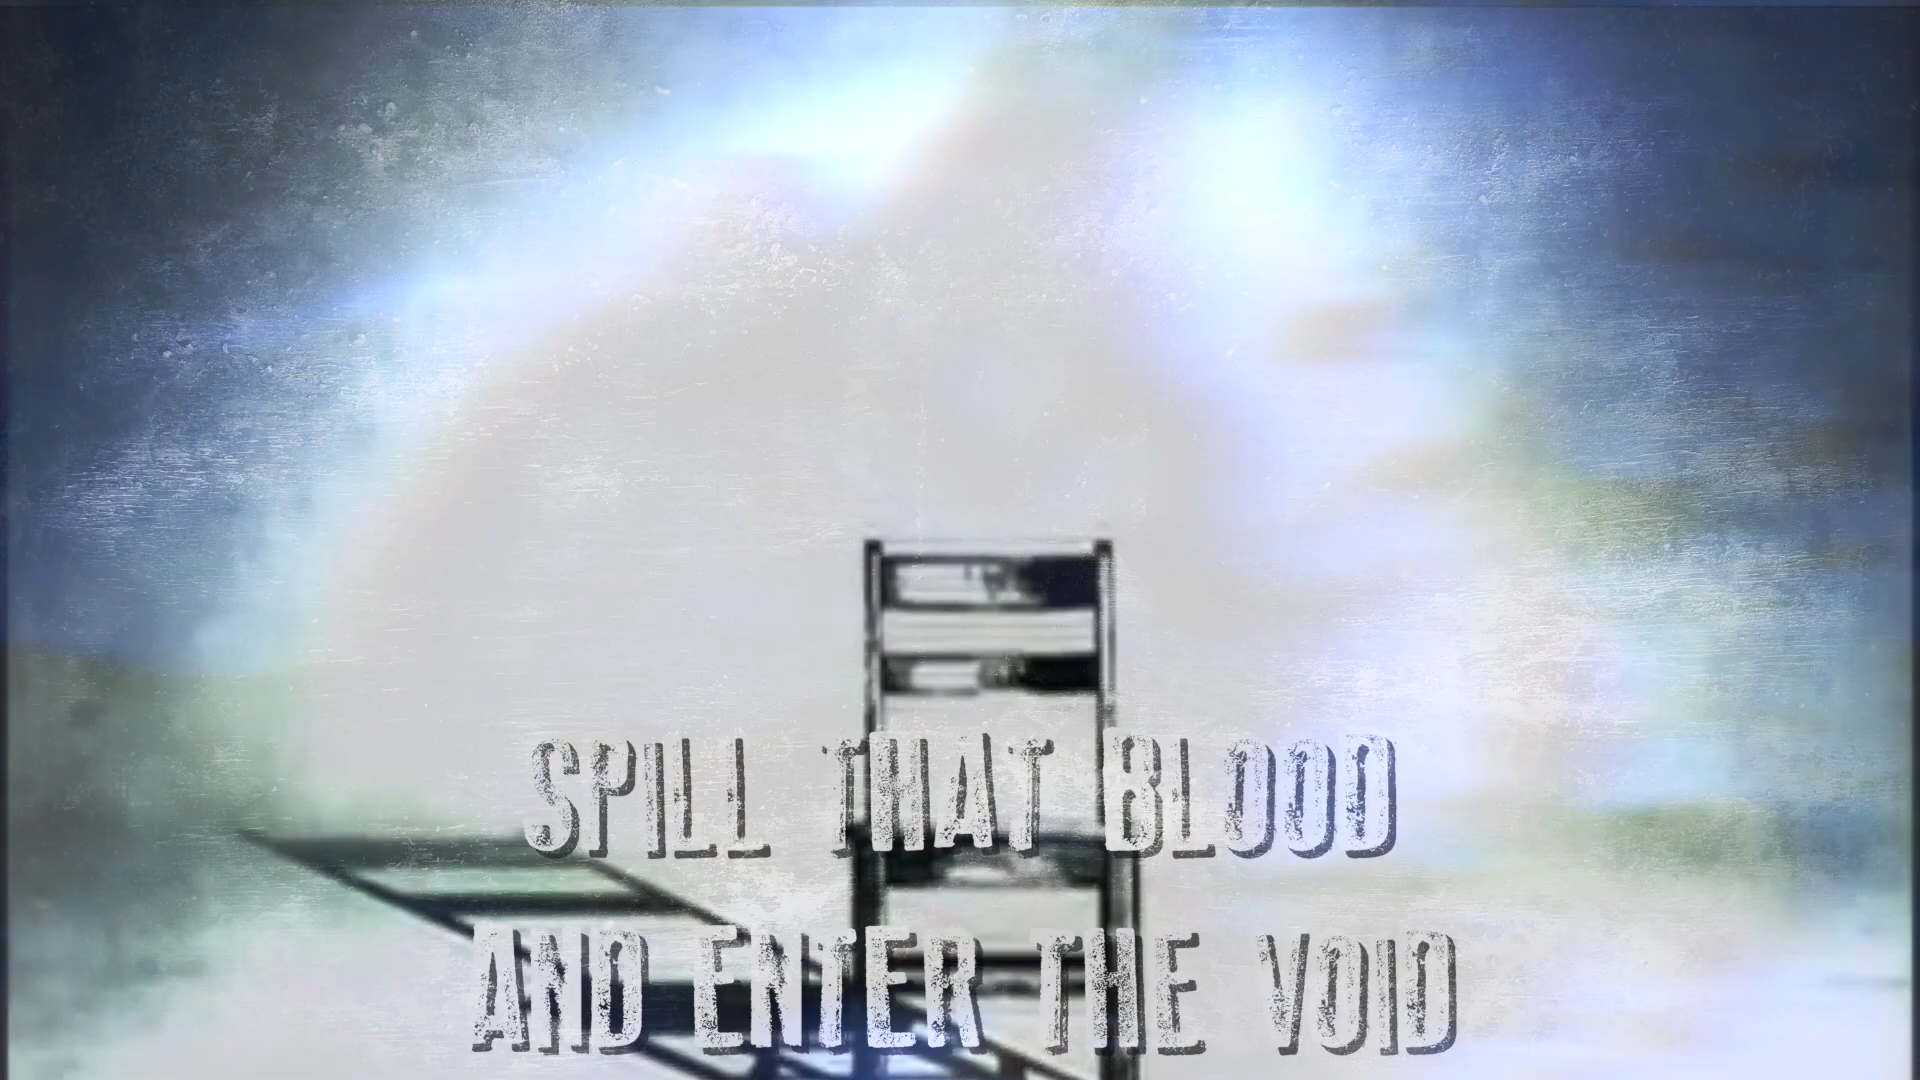 SPILL THAT BLOOD
AND ENTER THE VOID